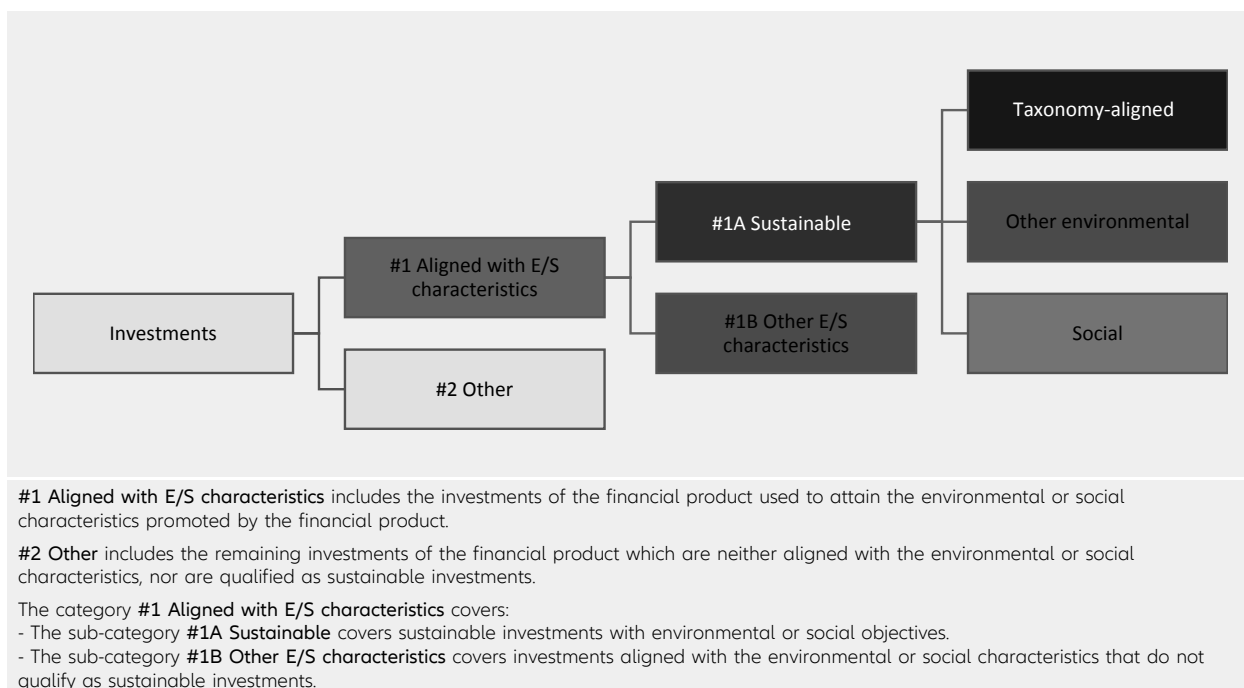 Taxonomy-aligned
#1A Sustainable
Other environmental
#1 Aligned with E/S
characteristics
Investments
#1B Other E/S
characteristics
Social
#2 Other
#1 Aligned with E/S characteristics includes the investments of the financial product used to attain the environmental or social
characteristics promoted by the financial product.
#2 Other includes the remaining investments of the financial product which are neither aligned with the environmental or social
characteristics, nor are qualified as sustainable investments.
The category #1 Aligned with E/S characteristics covers:
- The sub-category #1A Sustainable covers sustainable investments with environmental or social objectives.
- The sub-category #1B Other E/S characteristics covers investments aligned with the environmental or social characteristics that do not
qualify as sustainable investments.